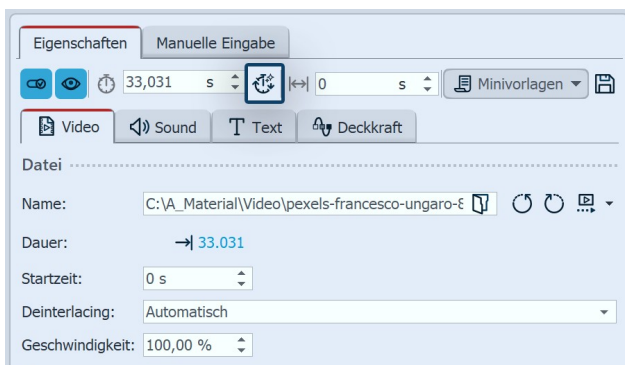 Eigenschaften Manuelle Eingabe
33,031 s 0 s Minivorlagen
Video Sound T Text Deckkraft
Datei
Name: C:\A_Material\Video\pexels-francesco-ungaro-8
Dauer: 33.031
Startzeit: 0 s
Deinterlacing: Automatisch
Geschwindigkeit: 100,00 %